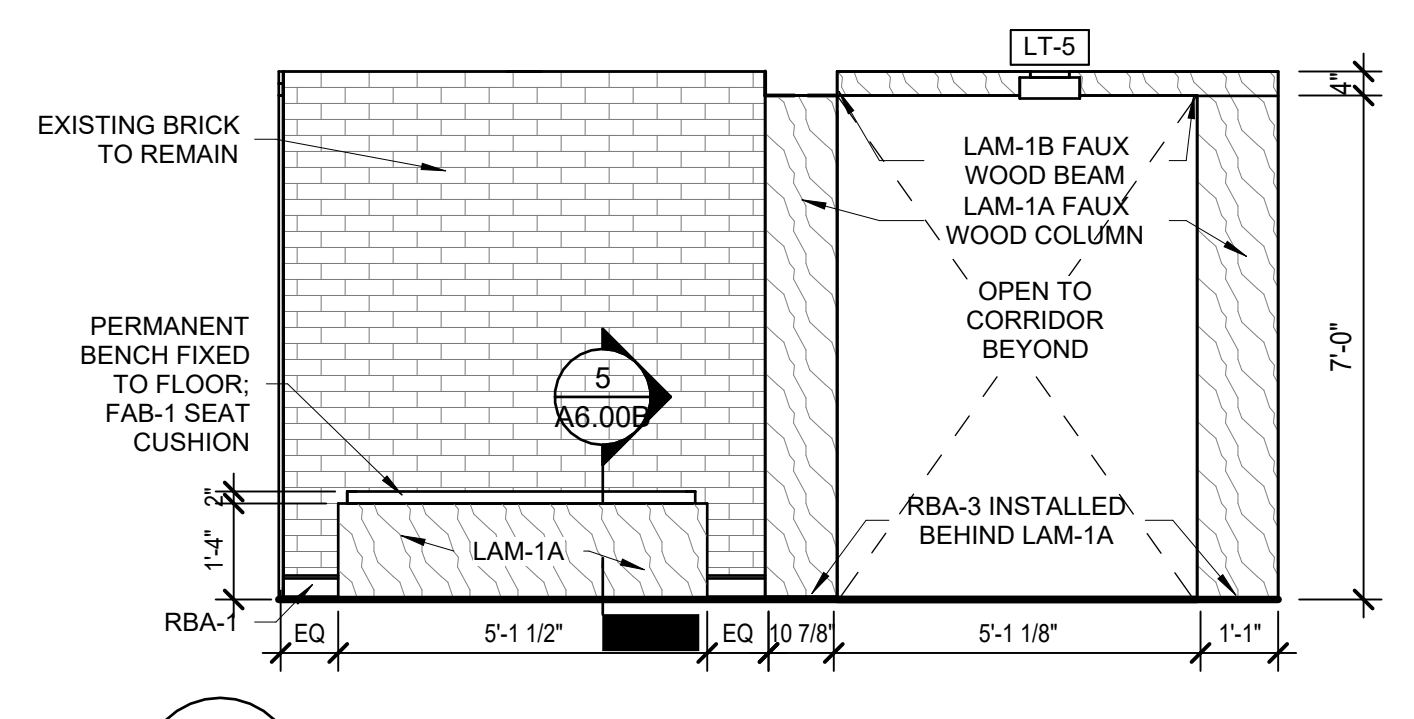 LT-5
4"
EXISTING BRICK
TO REMAIN
LAM-1B FAUX
WOOD BEAM
LAM-1A FAUX
WOOD COLUMN
OPEN TO
CORRIDOR
BEYOND
7'-0"
PERMANENT
BENCH FIXED
TO FLOOR;
FAB-1 SEAT
CUSHION
5
A6.00B
2"
1'-4"
LAM-1A
RBA-3 INSTALLED
BEHIND LAM-1A
RBA-1
EQ
5'-1 1/2"
EQ
10 7/8"
5'-1 1/8"
1'-1"